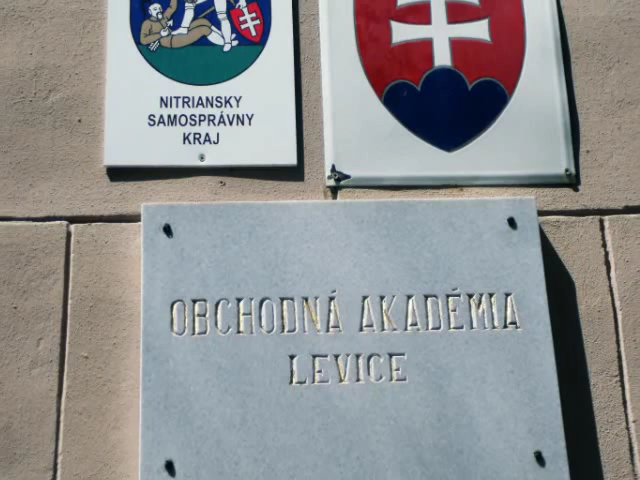 NITRIANSKY
SAMOSPRÁVNY
KRAJ
OBCHODNÁ AKADÉMIA
LEVICE